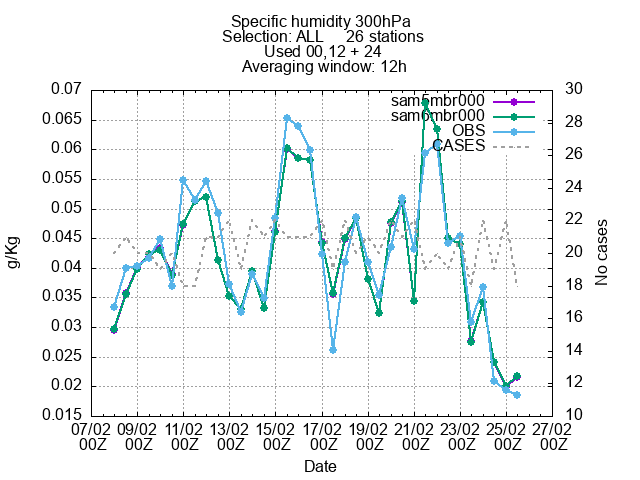 Specific humidity 300hPa
Selection: ALL 26 stations
Used 00,12 + 24
Averaging window: 12h
sam5mbr000
sam6mbr000
OBS
CASES
0.07
0.065
0.06
0.055
0.05
0.045
0.04
0.035
0.03
0.025
0.02
0.015
g/Kg
30
28
26
24
22
20
18
16
14
12
10
No cases
07/02 09/02 11/02 13/02 15/02 17/02 19/02 21/02 23/02 25/02 27/02
00Z 00Z 00Z 00Z 00Z 00Z 00Z 00Z 00Z 00Z 00Z
Date